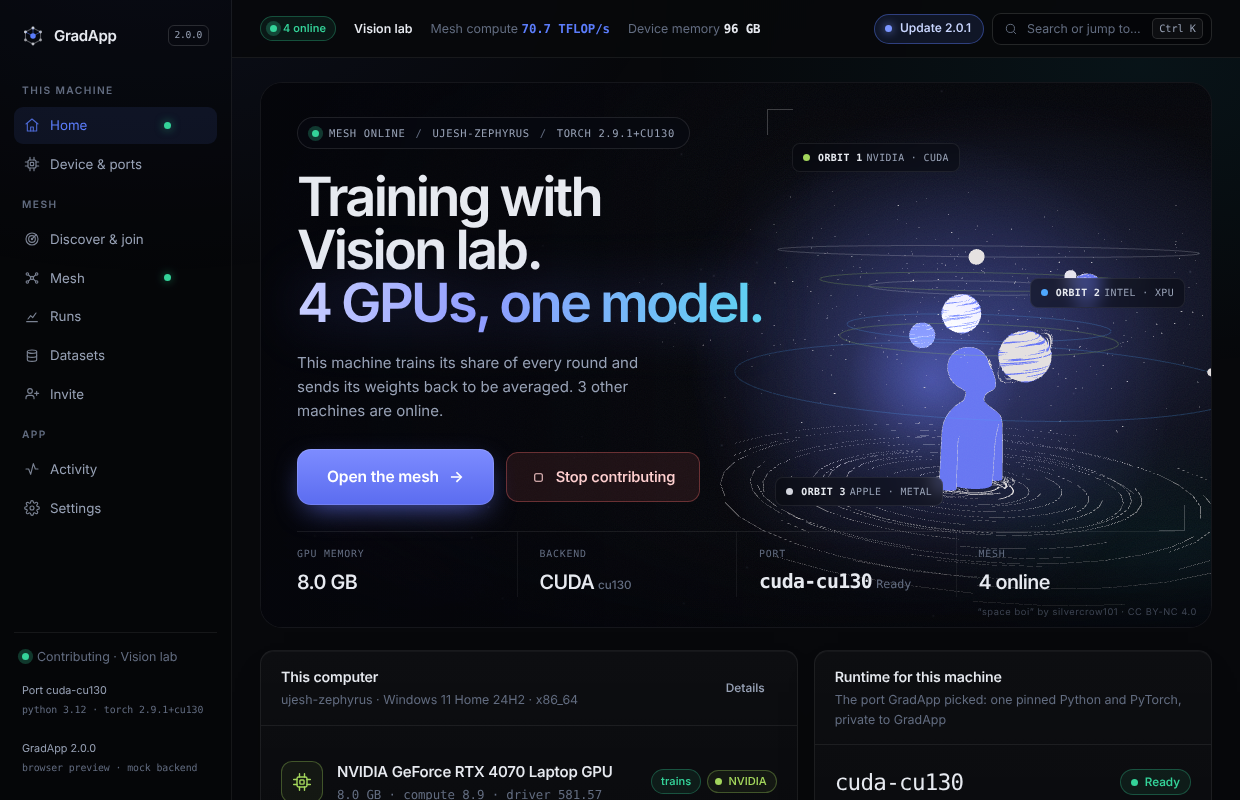 GradApp
2.0.0
THIS MACHINE
Home
Device & ports
MESH
Discover & join
Mesh
Runs
Datasets
Invite
APP
Activity
Settings
Contributing · Vision lab
Port cuda-cu130
python 3.12 · torch 2.9.1+cu130
GradApp 2.0.0
browser preview · mock backend
4 online
Vision lab
Mesh compute 70.7 TFLOP/s
Device memory 96 GB
Update 2.0.1
Search or jump to...
Ctrl K
MESH ONLINE / UJESH-ZEPHYRUS / TORCH 2.9.1+CU130
Training with
Vision lab.
4 GPUs, one model.
This machine trains its share of every round and
sends its weights back to be averaged. 3 other
machines are online.
Open the mesh →
Stop contributing
ORBIT 1 NVIDIA · CUDA
ORBIT 2 INTEL · XPU
ORBIT 3 APPLE · METAL
GPU MEMORY
8.0 GB
BACKEND
CUDA cu130
PORT
cuda-cu130 Ready
MESH
4 online
"space boi" by silvercrow101 · CC BY-NC 4.0
This computer
ujesh-zephyrus · Windows 11 Home 24H2 · x86_64
Details
NVIDIA GeForce RTX 4070 Laptop GPU
8.0 GB · compute 8.9 · driver 581.57
trains
NVIDIA
Runtime for this machine
The port GradApp picked: one pinned Python and PyTorch,
private to GradApp
cuda-cu130
Ready